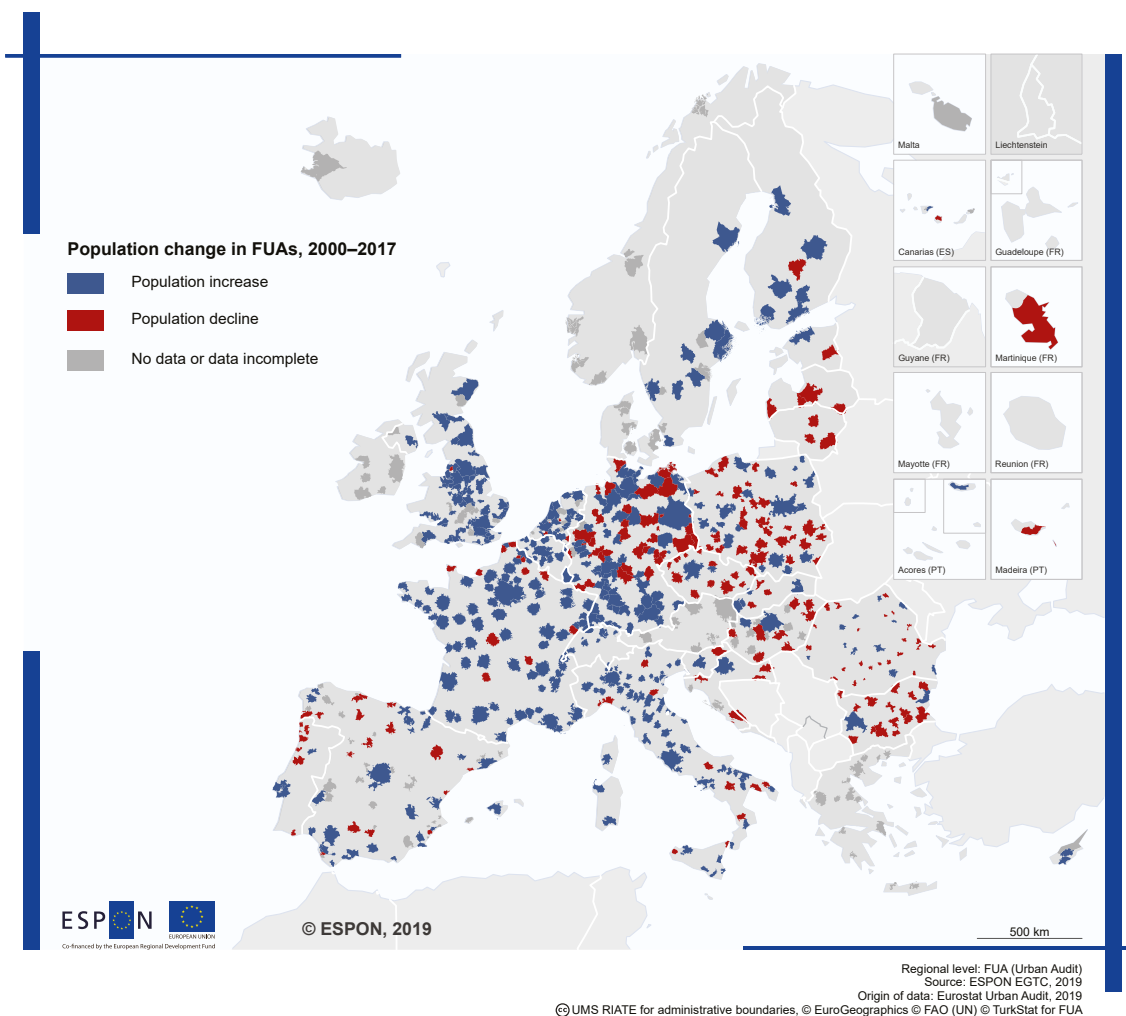 Population change in FUAs, 2000–2017
Population increase
Population decline
No data or data incomplete
Malta
Liechtenstein
Canarias (ES)
Guadeloupe (FR)
Guyane (FR)
Martinique (FR)
Mayotte (FR)
Reunion (FR)
Acores (PT)
Madeira (PT)
ESPON
EUROPEAN UNION
Co-financed by the European Regional Development Fund
© ESPON, 2019
500 km
Regional level: FUA (Urban Audit)
Source: ESPON EGTC, 2019
Origin of data: Eurostat Urban Audit, 2019
cc UMS RIATE for administrative boundaries, © EuroGeographics © FAO (UN) © TurkStat for FUA